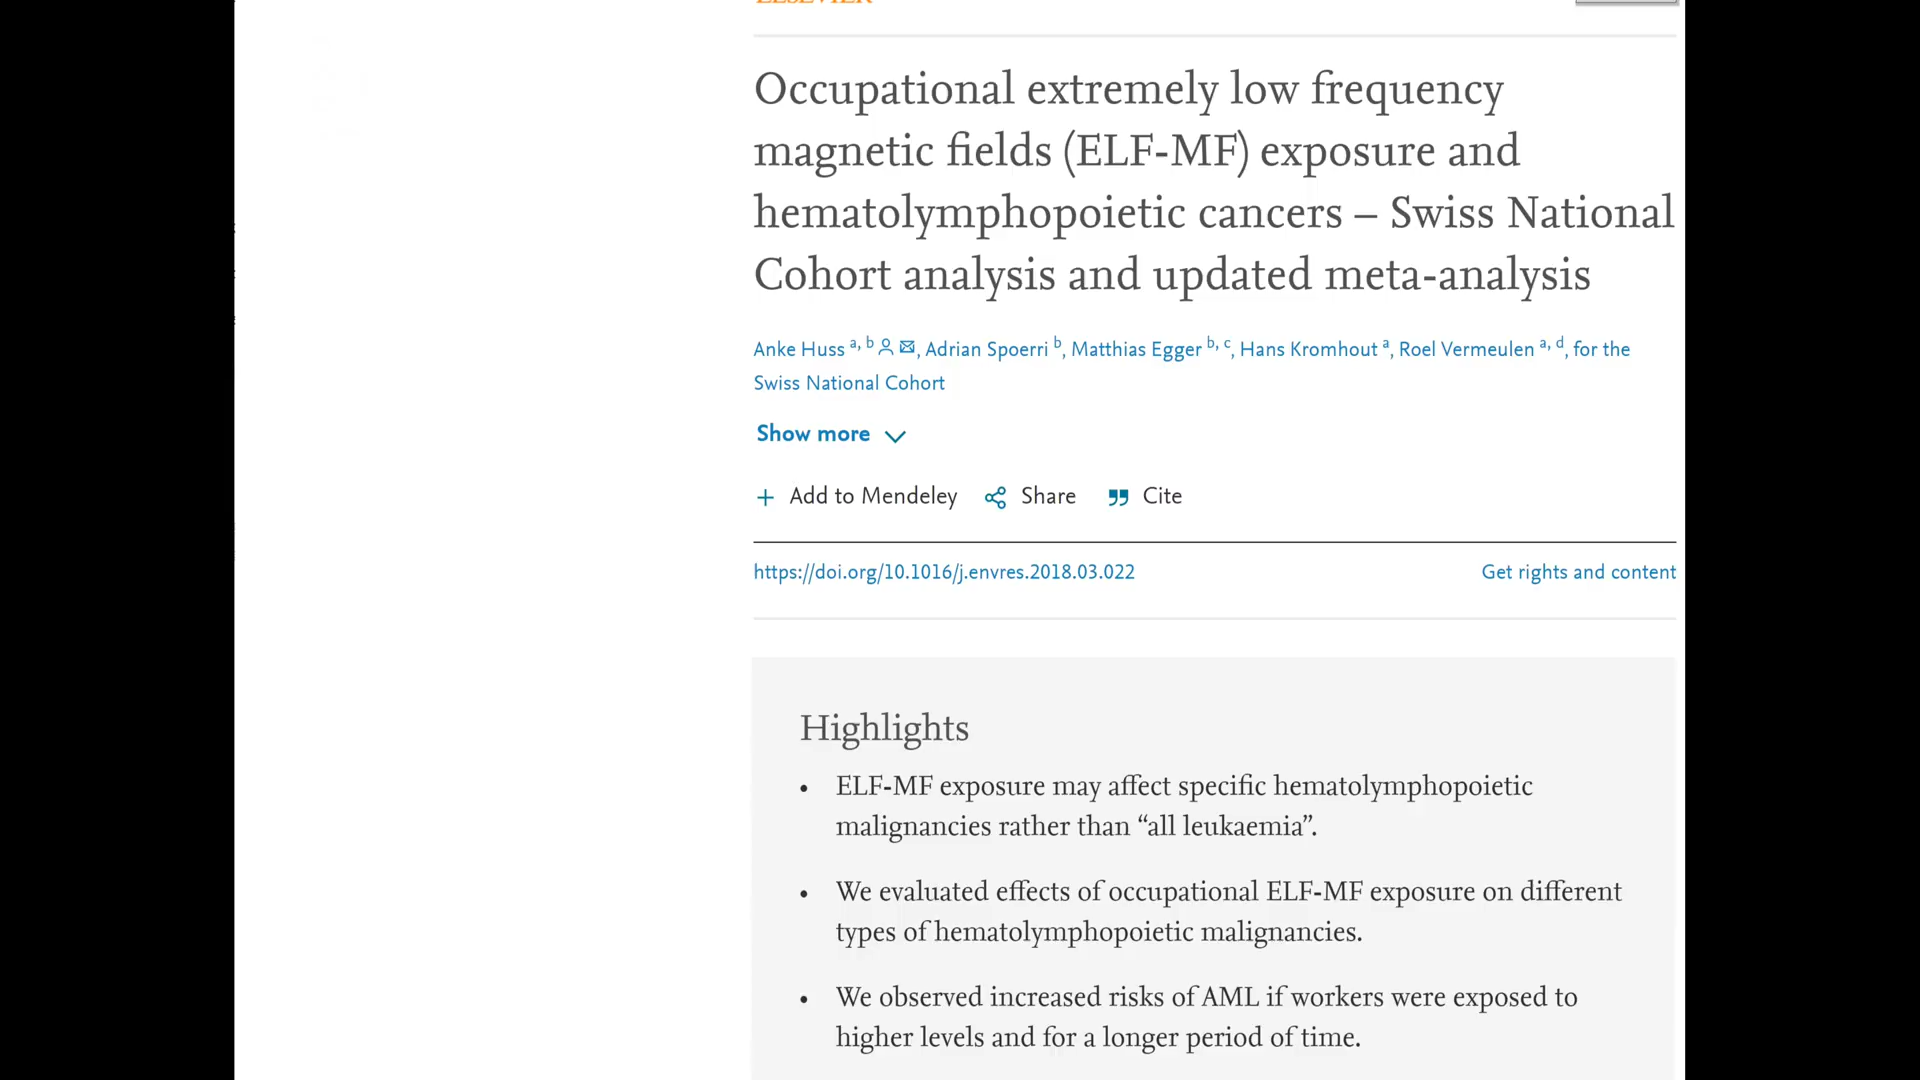 ELSEVIER
Occupational extremely low frequency
magnetic fields (ELF-MF) exposure and
hematolymphopoietic cancers – Swiss National
Cohort analysis and updated meta-analysis
Anke Huss a, b, Adrian Spoerri b, Matthias Egger b, c, Hans Kromhout a, Roel Vermeulen a, d, for the
Swiss National Cohort
Show more
+ Add to Mendeley Share Cite
https://doi.org/10.1016/j.envres.2018.03.022 Get rights and content
Highlights
• ELF-MF exposure may affect specific hematolymphopoietic
malignancies rather than “all leukaemia”.
• We evaluated effects of occupational ELF-MF exposure on different
types of hematolymphopoietic malignancies.
• We observed increased risks of AML if workers were exposed to
higher levels and for a longer period of time.